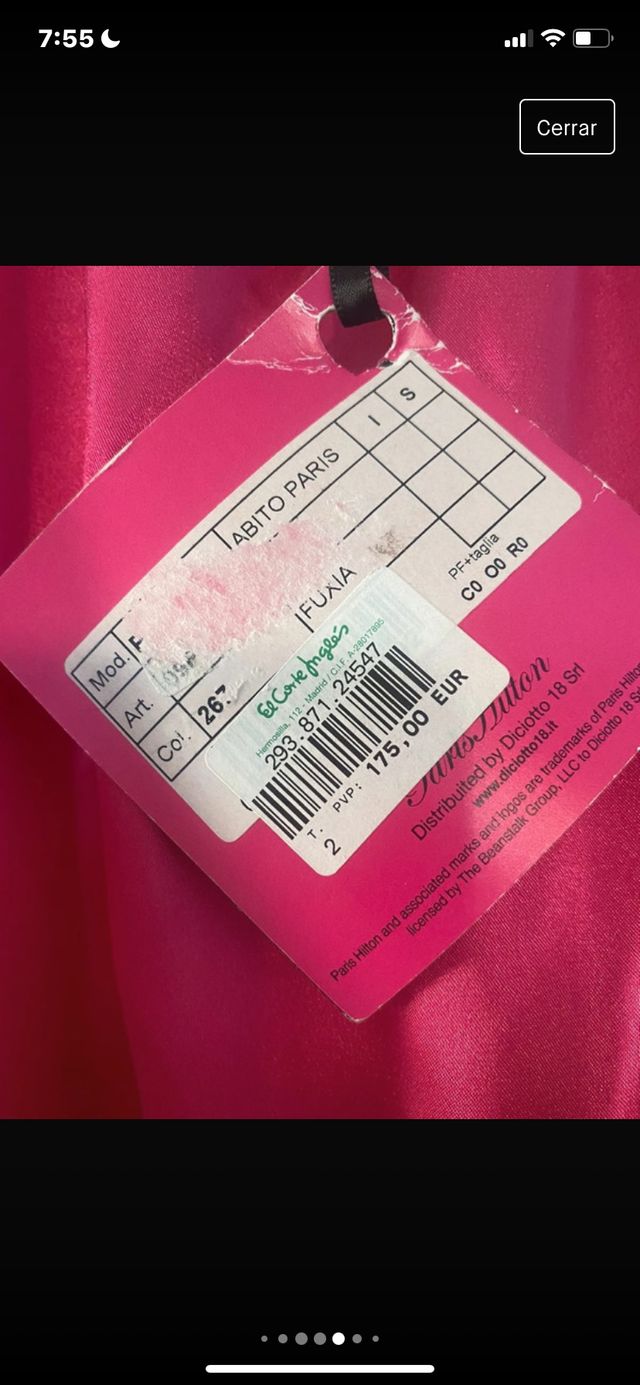 7:55
Cerrar
I S
ABITO PARIS
Mod.
Art.
FUXIA
Col.
PF+taglia
C0 O0 R0
El Corte Inglés
Hermosilla, 112 - Madrid / C.I.F. A-28017895
293.871.24547
T. PVP: 175,00 EUR
2
Paris Hilton
Distribuited by Diciotto 18 Srl
www.diciotto18.it
Paris Hilton and associated marks and logos are trademarks of Paris Hilton
licensed by The Beanstalk Group, LLC to Diciotto 18 Srl